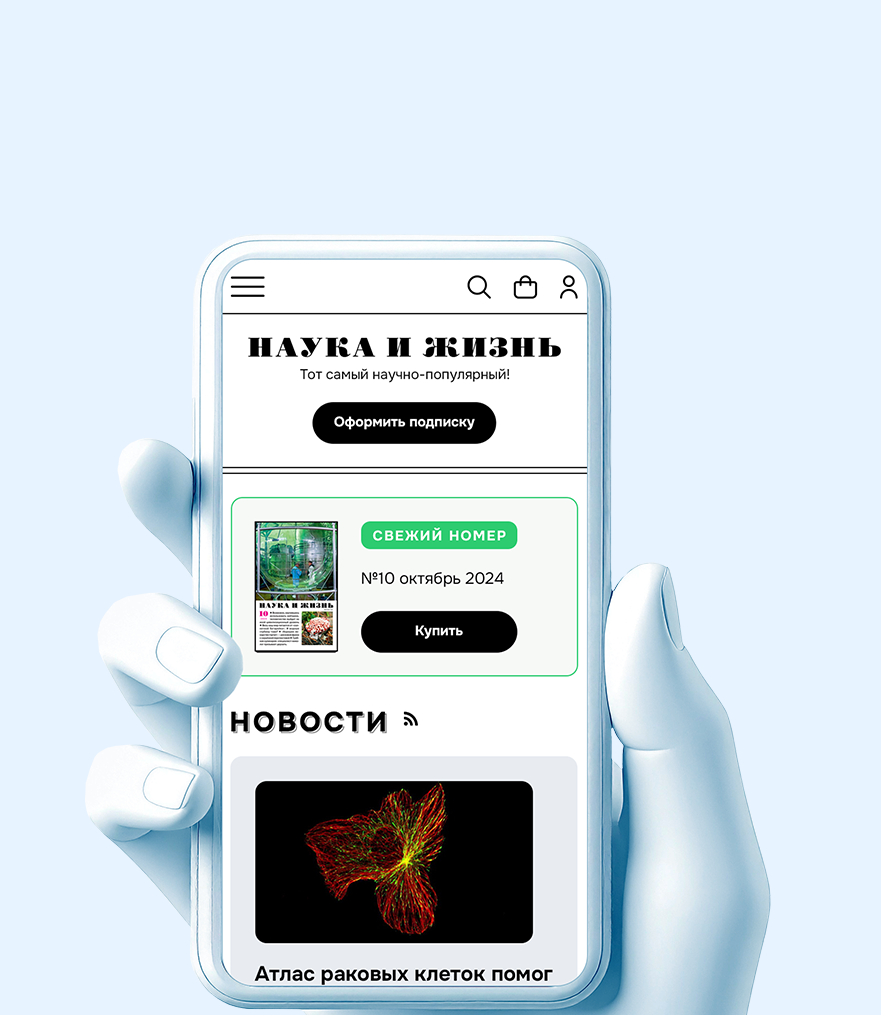 НАУКА И ЖИЗНЬ
Тот самый научно-популярный!
Оформить подписку
СВЕЖИЙ НОМЕР
№10 октябрь 2024
Купить
НАУКА И ЖИЗНЬ
10
НОВОСТИ
Атлас раковых клеток помог